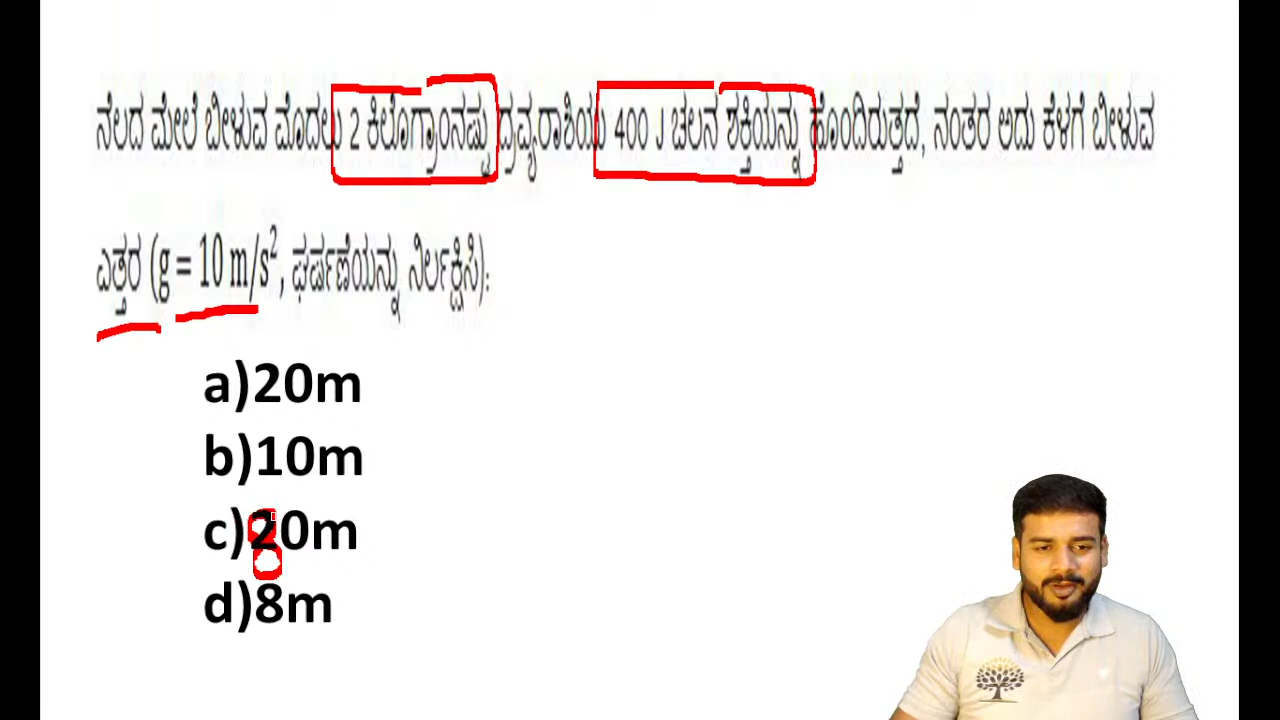 ನೆಲದ ಮೇಲೆ ಬೀಳುವ ಮೊದಲು 2 ಕಿಲೊಗ್ರಾಂನಷ್ಟು ದ್ರವ್ಯರಾಶಿಯು 400 J ಚಲನ ಶಕ್ತಿಯನ್ನು ಹೊಂದಿರುತ್ತದೆ, ನಂತರ ಅದು ಕೆಳಗೆ ಬೀಳುವ
ಎತ್ತರ (g = 10 m/s², ಘರ್ಷಣೆಯನ್ನು ನಿರ್ಲಕ್ಷಿಸಿ):
a)20m
b)10m
c)20m
d)8m